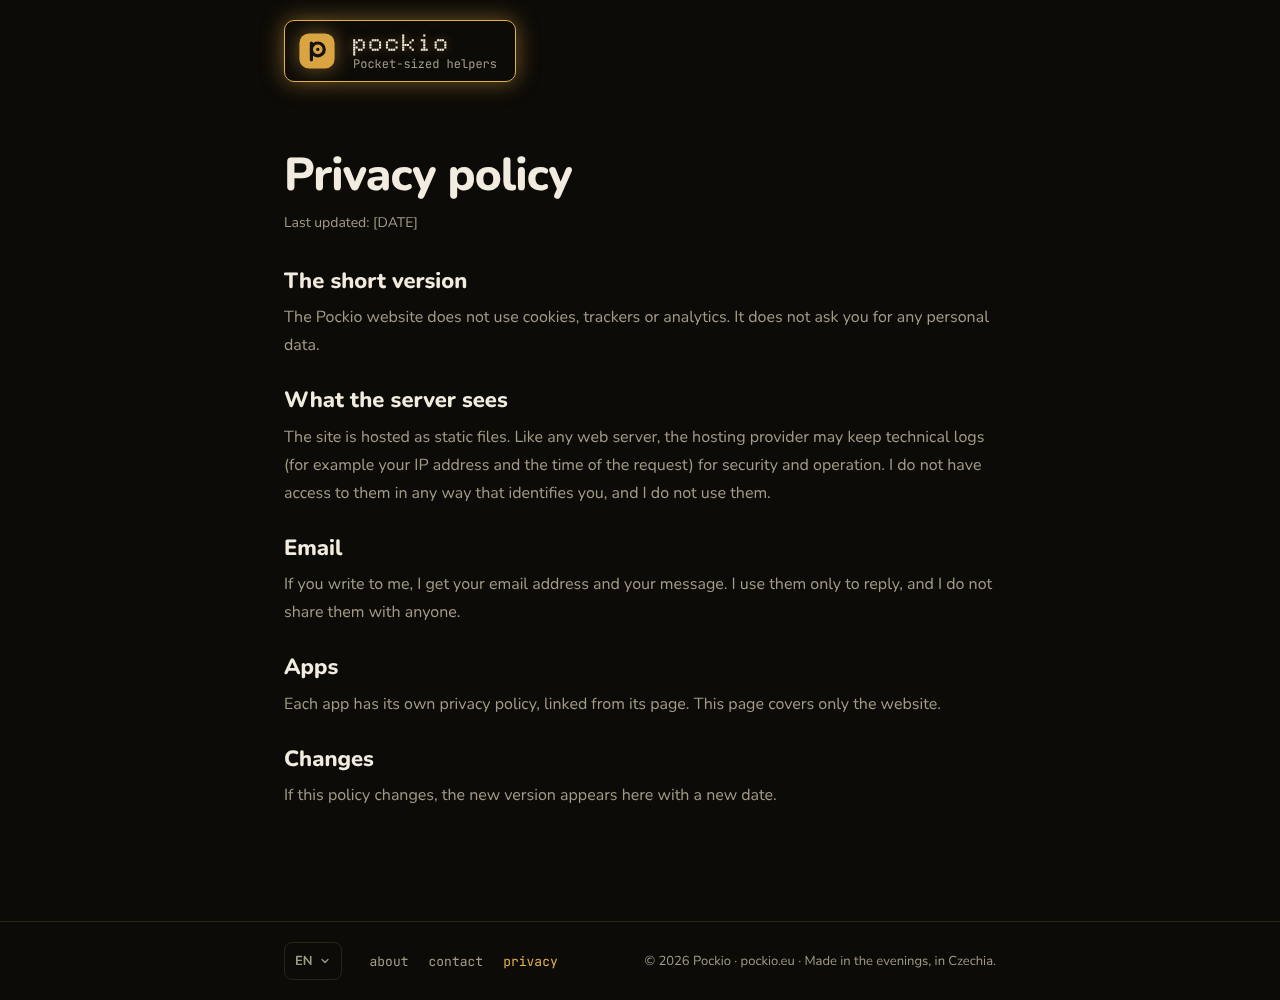 pockio
Pocket-sized helpers
Privacy policy
Last updated: [DATE]
The short version
The Pockio website does not use cookies, trackers or analytics. It does not ask you for any personal
data.
What the server sees
The site is hosted as static files. Like any web server, the hosting provider may keep technical logs
(for example your IP address and the time of the request) for security and operation. I do not have
access to them in any way that identifies you, and I do not use them.
Email
If you write to me, I get your email address and your message. I use them only to reply, and I do not
share them with anyone.
Apps
Each app has its own privacy policy, linked from its page. This page covers only the website.
Changes
If this policy changes, the new version appears here with a new date.
EN about contact privacy © 2026 Pockio · pockio.eu · Made in the evenings, in Czechia.